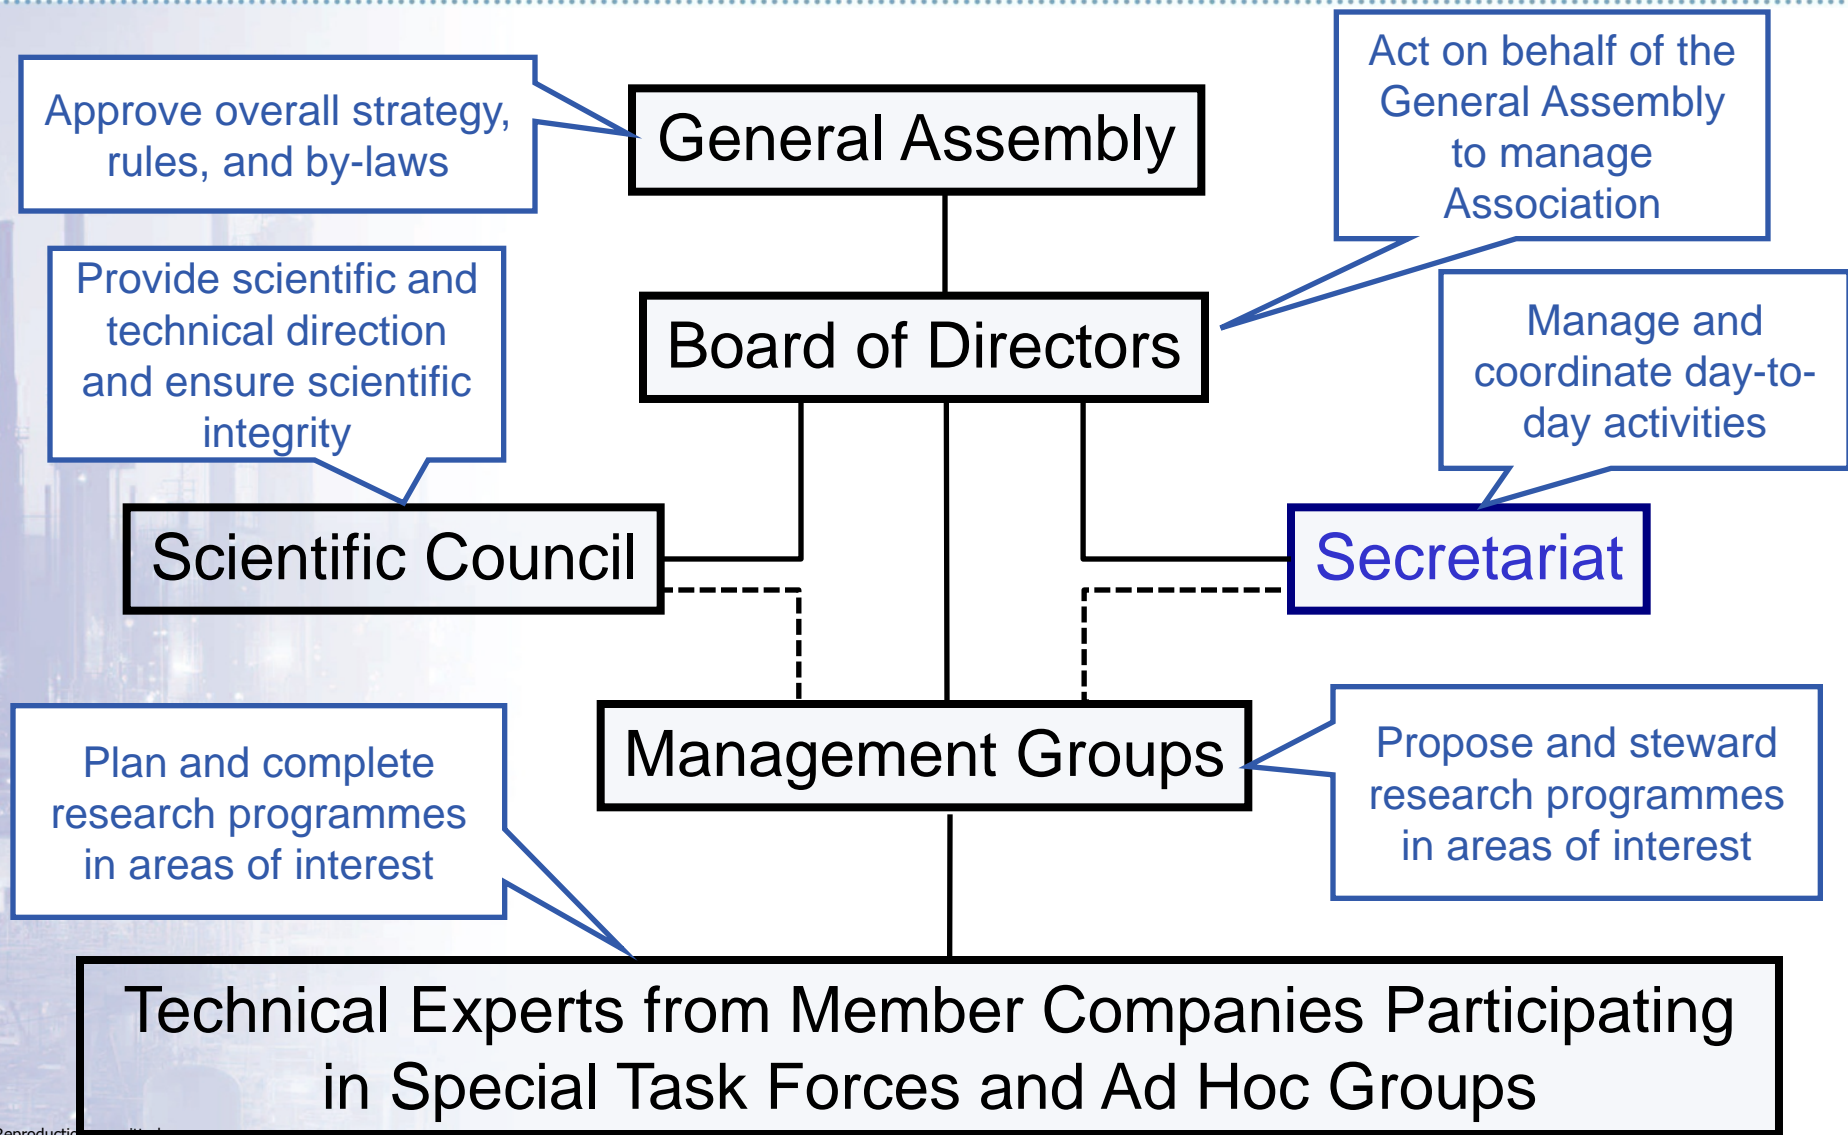 Approve overall strategy,
rules, and by-laws
General Assembly
Act on behalf of the
General Assembly
to manage
Association
Provide scientific and
technical direction
and ensure scientific
integrity
Board of Directors
Manage and
coordinate day-to-
day activities
Scientific Council
Secretariat
Plan and complete
research programmes
in areas of interest
Management Groups
Propose and steward
research programmes
in areas of interest
Technical Experts from Member Companies Participating
in Special Task Forces and Ad Hoc Groups